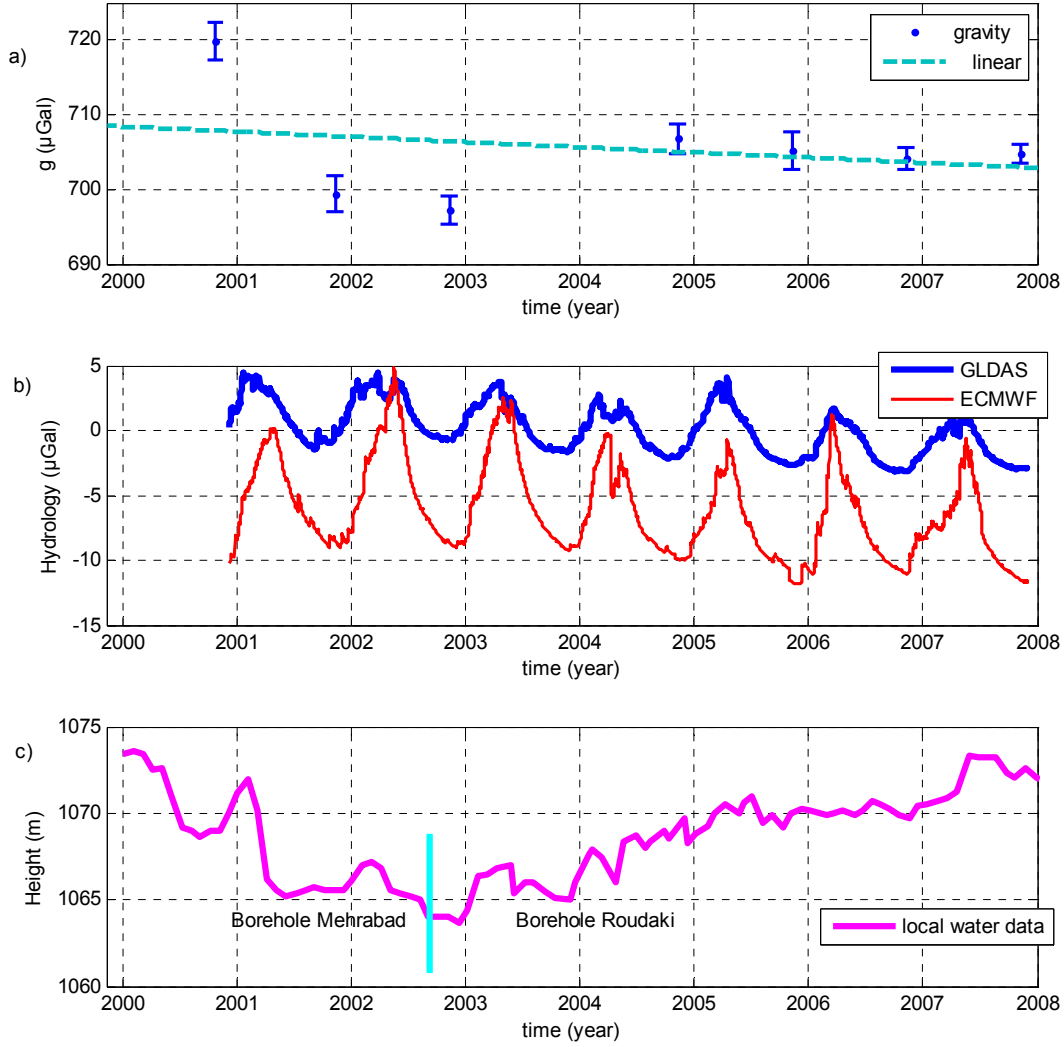 a)
g (µGal)
720
710
700
690
gravity
linear
2000 2001 2002 2003 2004 2005 2006 2007 2008
time (year)
b)
Hydrology (µGal)
5
0
-5
-10
-15
GLDAS
ECMWF
2000 2001 2002 2003 2004 2005 2006 2007 2008
time (year)
c)
Height (m)
1075
1070
1065
1060
Borehole Mehrabad
Borehole Roudaki
local water data
2000 2001 2002 2003 2004 2005 2006 2007 2008
time (year)